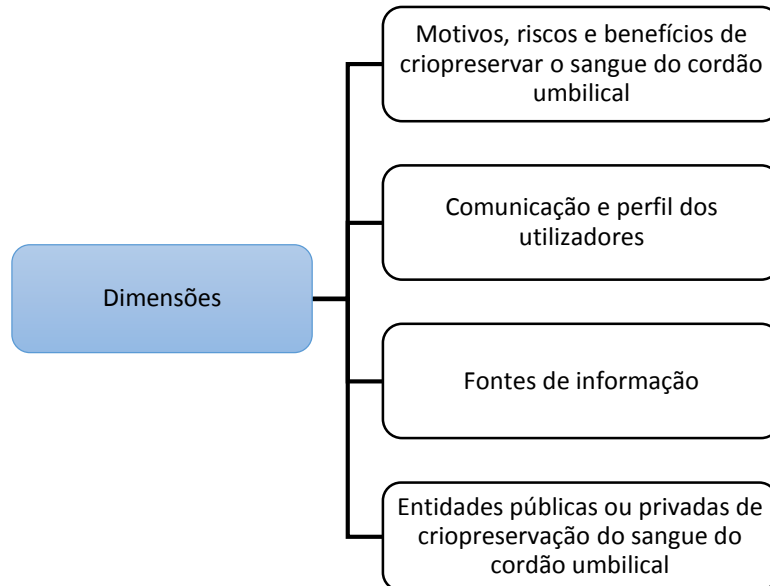 Motivos, riscos e benefícios de
criopreservar o sangue do cordão
umbilical
Comunicação e perfil dos
utilizadores
Dimensões
Fontes de informação
Entidades públicas ou privadas de
criopreservação do sangue do
cordão umbilical